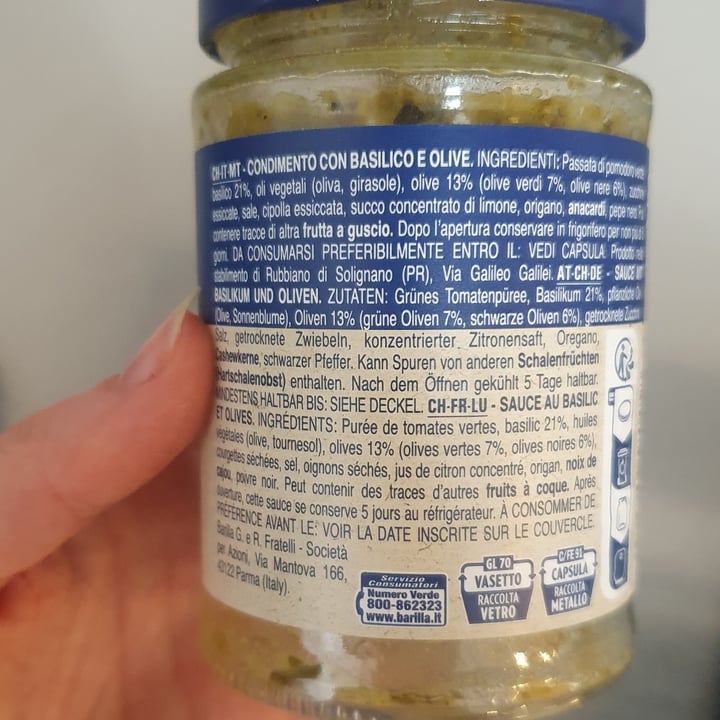 CH-IT-MT - CONDIMENTO CON BASILICO E OLIVE. INGREDIENTI: Passata di pomodoro
basilico 21%, oli vegetali (oliva, girasole), olive 13% (olive verdi 7%, olive nere 6%),
essiccate, sale, cipolla essiccata, succo concentrato di limone, origano, anacardi, pepe nero.
contenere tracce di altra frutta a guscio. Dopo l'apertura conservare in frigorifero per non più di
giorni. DA CONSUMARSI PREFERIBILMENTE ENTRO IL: VEDI CAPSULA. Prodotto
stabilimento di Rubbiano di Solignano (PR), Via Galileo Galilei. AT-CH-DE - SAUCE MIT
BASILIKUM UND OLIVEN. ZUTATEN: Grünes Tomatenpüree, Basilikum 21%, pflanzliche
(Olive, Sonnenblume), Oliven 13% (grüne Oliven 7%, schwarze Oliven 6%), getrocknete
Salz, getrocknete Zwiebeln, konzentrierter Zitronensaft, Oregano,
Cashewkerne, schwarzer Pfeffer. Kann Spuren von anderen Schalenfrüchten
(Hartschalenobst) enthalten. Nach dem Öffnen gekühlt 5 Tage haltbar.
MINDESTENS HALTBAR BIS: SIEHE DECKEL. CH-FR-LU - SAUCE AU BASILIC
ET OLIVES. INGRÉDIENTS: Purée de tomates vertes, basilic 21%, huiles
végétales (olive, tournesol), olives 13% (olives vertes 7%, olives noires 6%),
courgettes séchées, sel, oignons séchés, jus de citron concentré, origan, noix de
cajou, poivre noir. Peut contenir des traces d'autres fruits à coque. Après
ouverture, cette sauce se conserve 5 jours au réfrigérateur. À CONSOMMER DE
PRÉFÉRENCE AVANT LE: VOIR LA DATE INSCRITE SUR LE COUVERCLE.
Barilla G. e R. Fratelli - Società
per Azioni, Via Mantova 166,
43122 Parma (Italy).
Servizio
Consumatori
Numero Verde
800-862323
www.barilla.it
GL 70
VASETTO
RACCOLTA
VETRO
C/FE 91
CAPSULA
RACCOLTA
METALLO